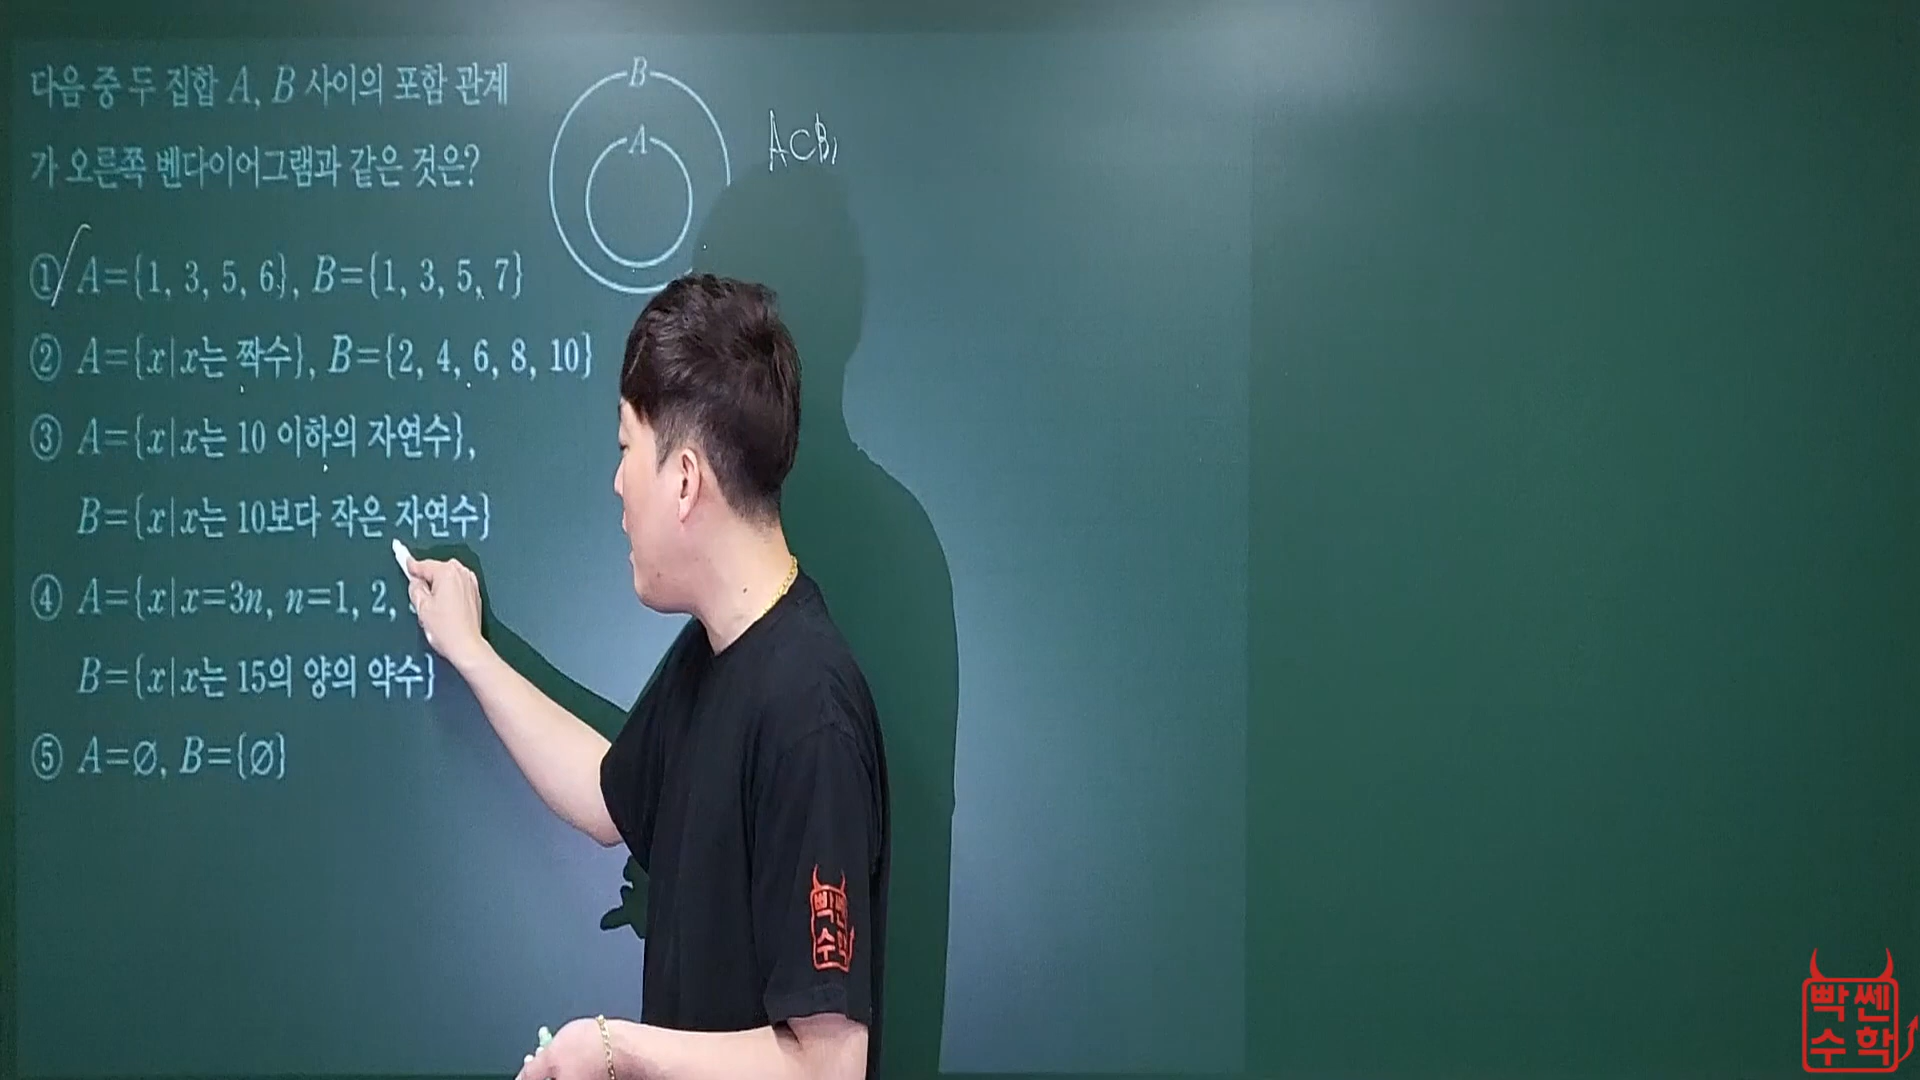 다음 중 두 집합 A, B 사이의 포함 관계
가 오른쪽 벤다이어그램과 같은 것은?
B
A
A⊂B,
① A={1, 3, 5, 6}, B={1, 3, 5, 7}
② A={x|x는 짝수}, B={2, 4, 6, 8, 10}
③ A={x|x는 10 이하의 자연수},
B={x|x는 10보다 작은 자연수}
④ A={x|x=3n, n=1, 2,
B={x|x는 15의 양의 약수}
⑤ A=∅, B={∅}
빡쎈
수학
빡쎈
수학